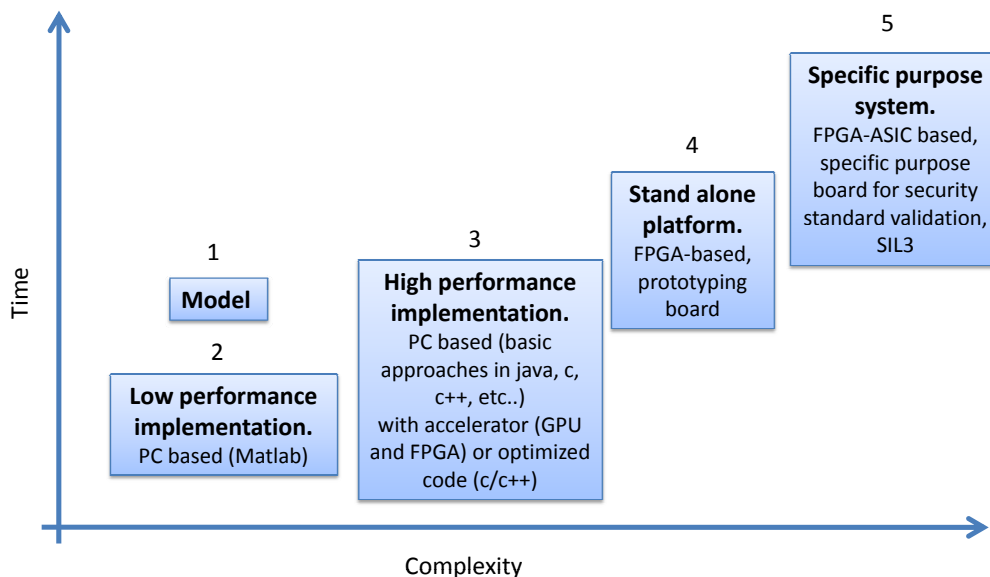 5
Specific purpose
system.
FPGA-ASIC based,
specific purpose
board for security
standard validation,
SIL3
4
Stand alone
platform.
FPGA-based,
prototyping
board
3
High performance
implementation.
PC based (basic
approaches in java, c,
c++, etc..)
with accelerator (GPU
and FPGA) or optimized
code (c/c++)
1
Model
2
Low performance
implementation.
PC based (Matlab)
Time
Complexity